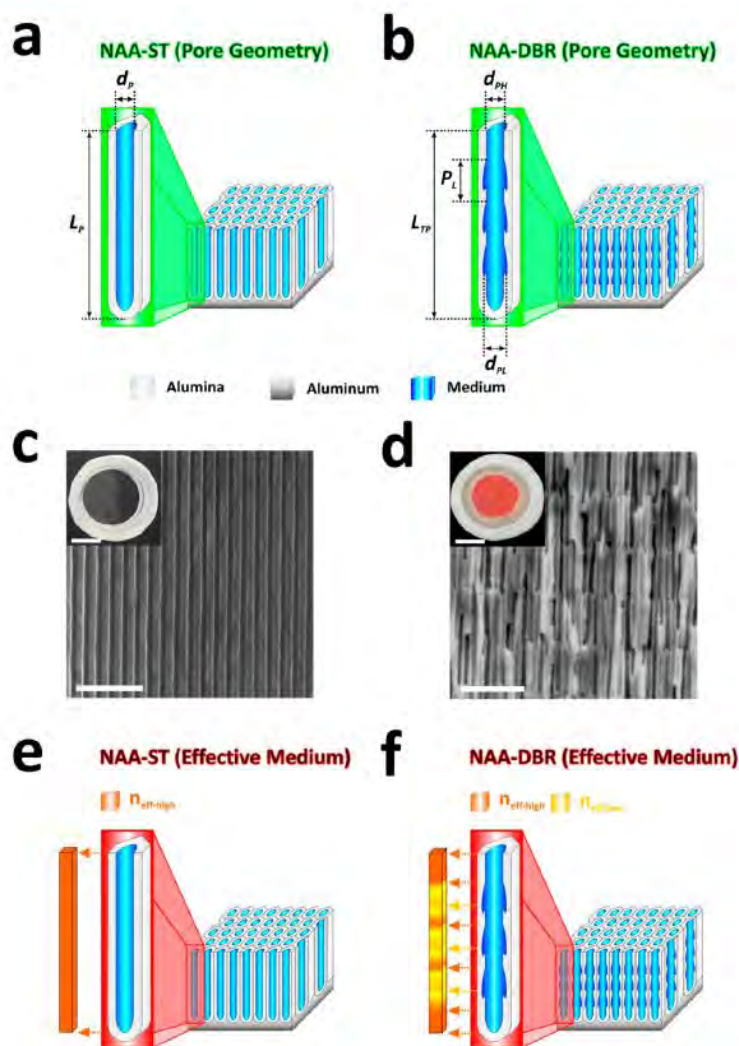 a
NAA-ST (Pore Geometry)
d_P
L_P
b
NAA-DBR (Pore Geometry)
d_PH
P_L
L_TP
d_PL
Alumina
Aluminum
Medium
c
d
e
NAA-ST (Effective Medium)
n_eff-high
f
NAA-DBR (Effective Medium)
n_eff-high